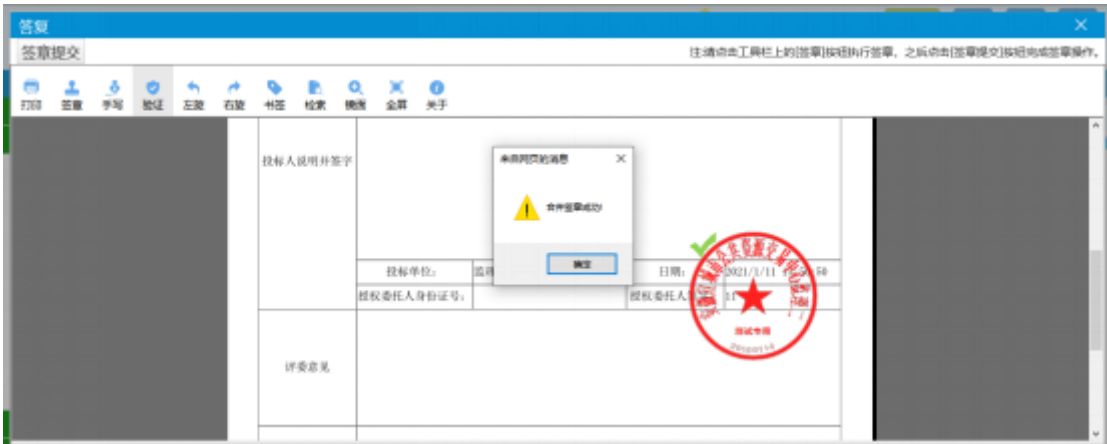 答复
签章提交
注:请点击工具栏上的[签章]按钮执行签章，之后点击[签章提交]按钮完成签章操作。
打印 签章 手写 验证 左旋 右旋 书签 检索 全屏 关于
投标人说明并签字
来自网页的消息
合并签章成功!
确定
投标单位: 监理 日期: 2021/1/11
授权委托人身份证号: 授权委托人 11
测试专用
评委意见